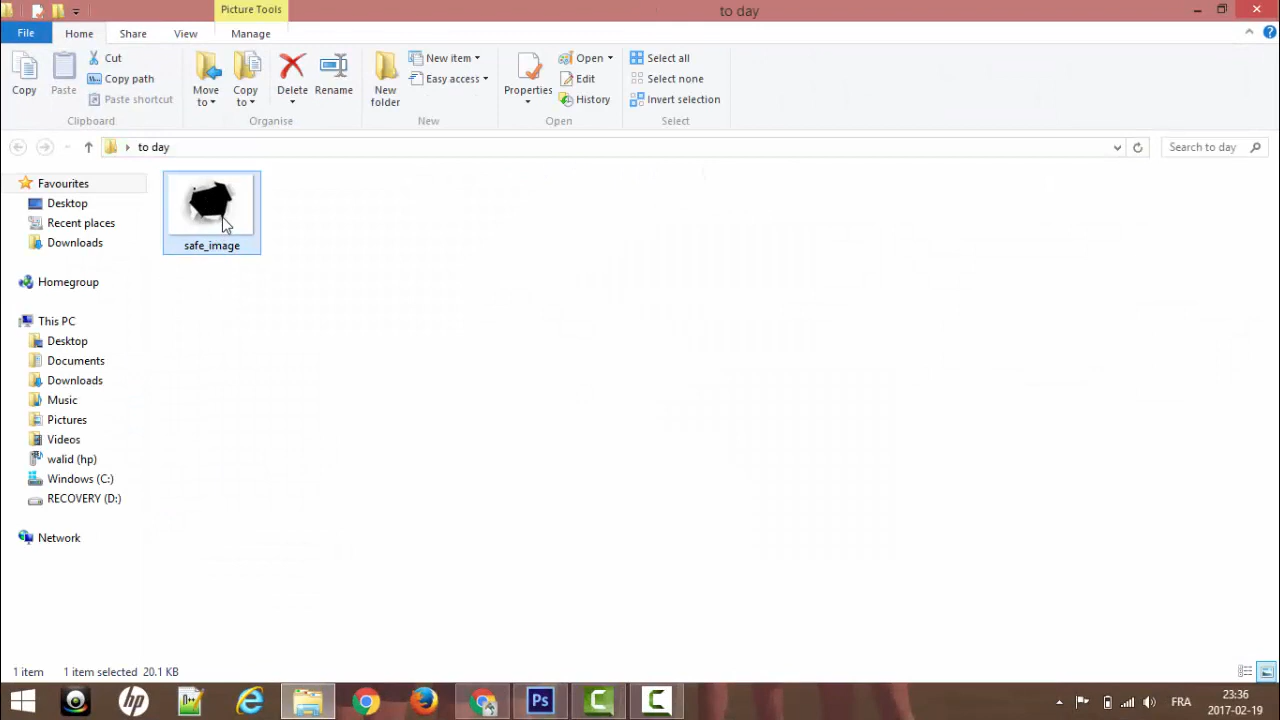 Picture Tools
to day
File
Home
Share
View
Manage
Copy
Paste
Cut
Copy path
Paste shortcut
Clipboard
Move to
Copy to
Delete
Rename
Organise
New folder
New item
Easy access
New
Properties
Open
Edit
History
Open
Select all
Select none
Invert selection
Select
to day
Search to day
Favourites
Desktop
Recent places
Downloads
Homegroup
This PC
Desktop
Documents
Downloads
Music
Pictures
Videos
walid (hp)
Windows (C:)
RECOVERY (D:)
Network
safe_image
1 item
1 item selected
20.1 KB
hp
Ps
FRA
23:36
2017-02-19